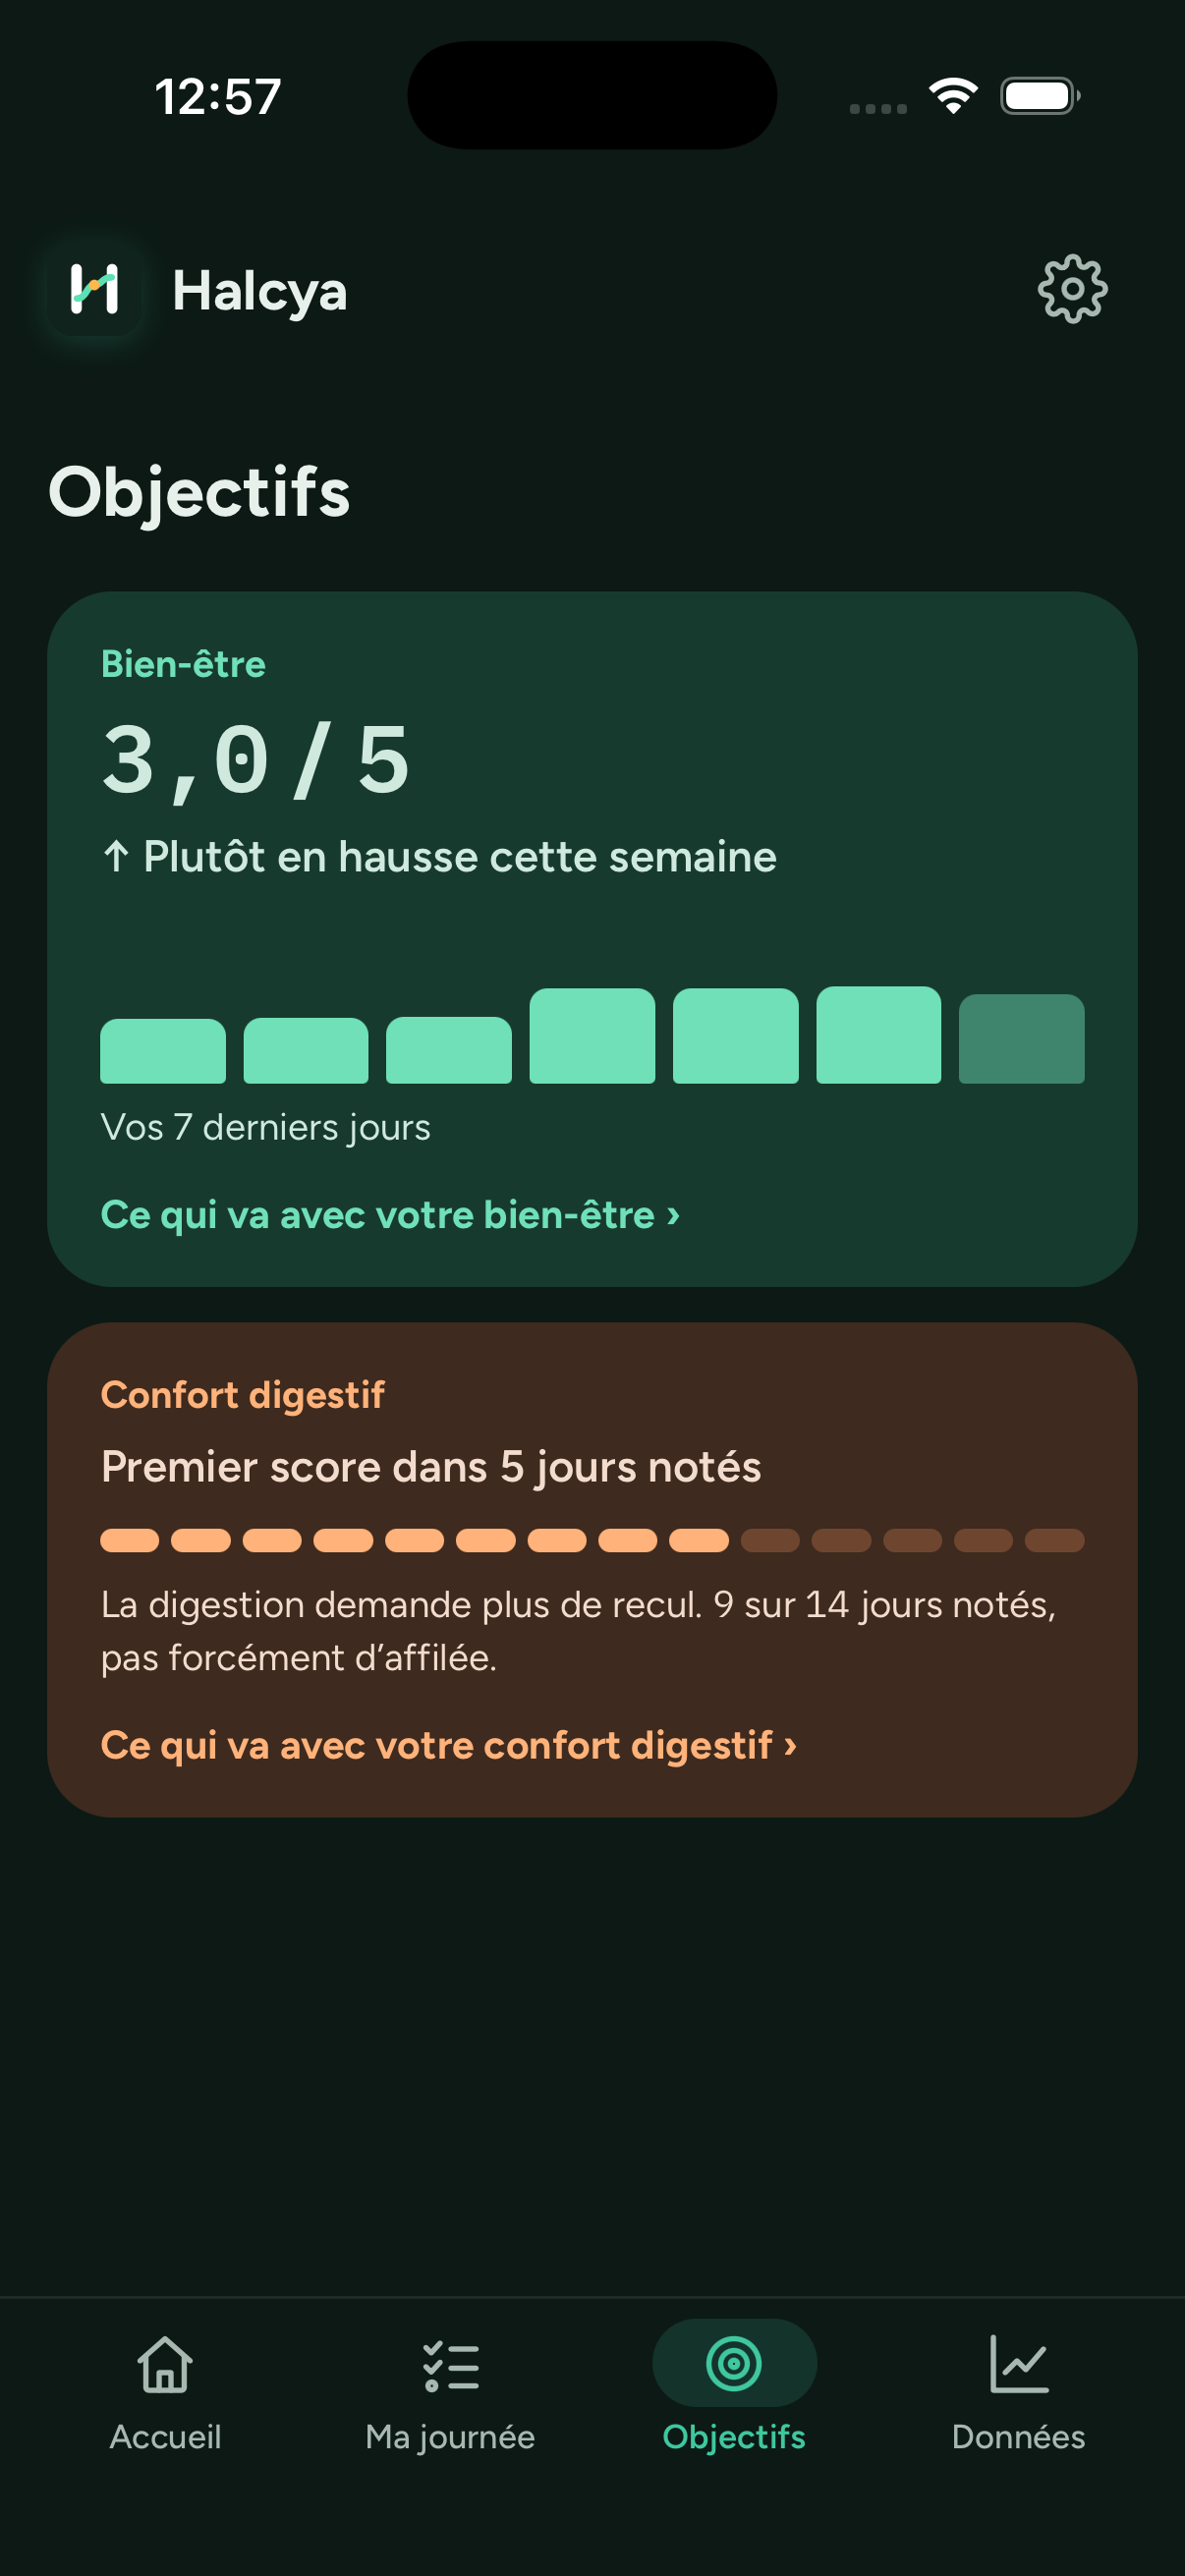 12:57
Halcya
Objectifs
Bien-être
3,0 / 5
↑ Plutôt en hausse cette semaine
Vos 7 derniers jours
Ce qui va avec votre bien-être ›
Confort digestif
Premier score dans 5 jours notés
La digestion demande plus de recul. 9 sur 14 jours notés,
pas forcément d’affilée.
Ce qui va avec votre confort digestif ›
Accueil
Ma journée
Objectifs
Données